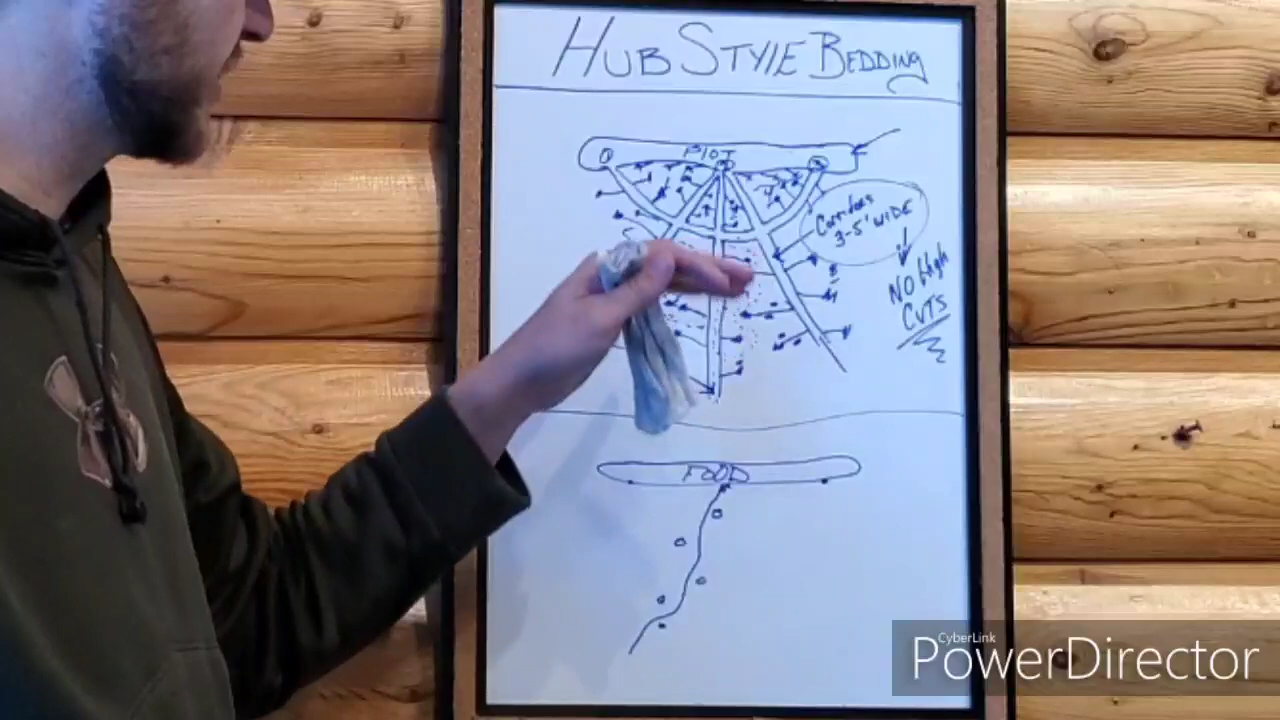 HUB STYLE BEDDING
PLOT
Corridors
3-5' WIDE
NO High
CUTS
FOOD
CyberLink
PowerDirector